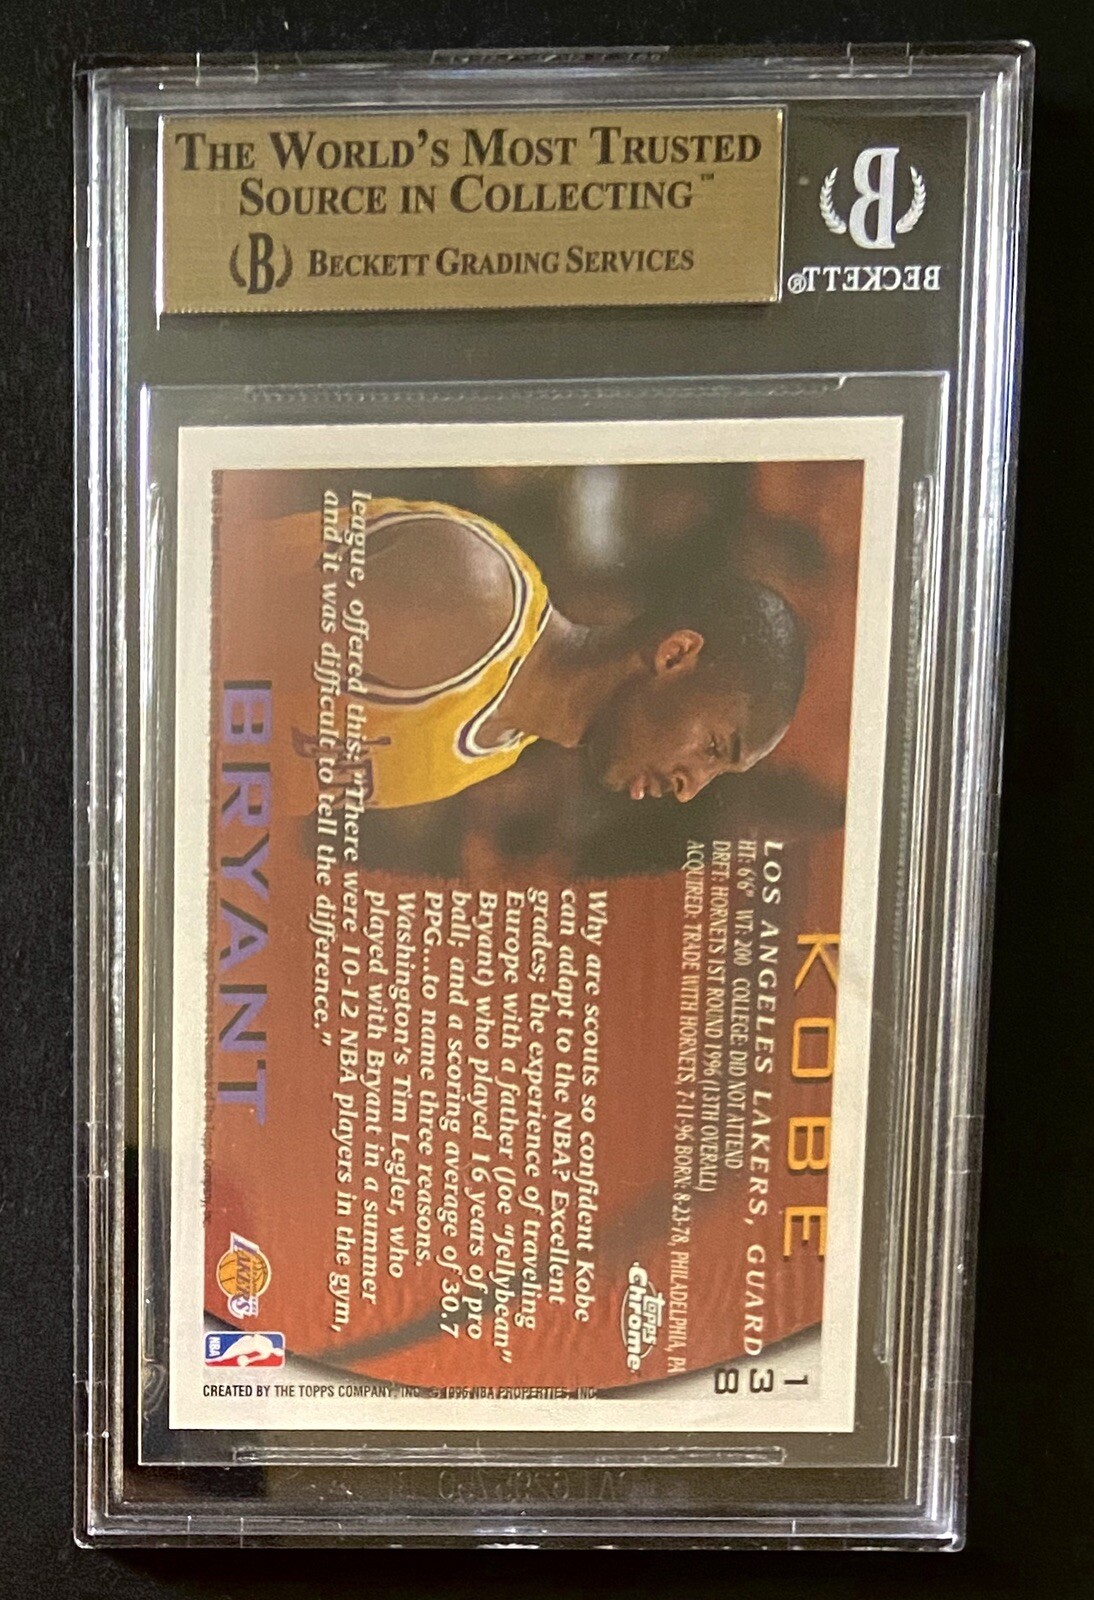 THE WORLD'S MOST TRUSTED
SOURCE IN COLLECTING™
B BECKETT GRADING SERVICES
B
BECKETT®
KOBE
LOS ANGELES LAKERS, GUARD
HT: 6'6" WT: 200 COLLEGE: DID NOT ATTEND
DRFT: HORNETS 1ST ROUND 1996 (13TH OVERALL)
ACQUIRED: TRADE WITH HORNETS, 7-11-96 BORN: 8-23-78, PHILADELPHIA, PA
138
Topps Chrome
Why are scouts so confident Kobe
can adapt to the NBA? Excellent
grades; the experience of traveling
Europe with a father (Joe "Jellybean"
Bryant) who played 16 years of pro
ball; and a scoring average of 30.7
PPG...to name three reasons.
Washington's Tim Legler, who
played with Bryant in a summer
league, offered this: "There were 10-12 NBA players in the gym,
and it was difficult to tell the difference."
BRYANT
LAKERS
NBA
CREATED BY THE TOPPS COMPANY, INC. © 1996 NBA PROPERTIES, INC.